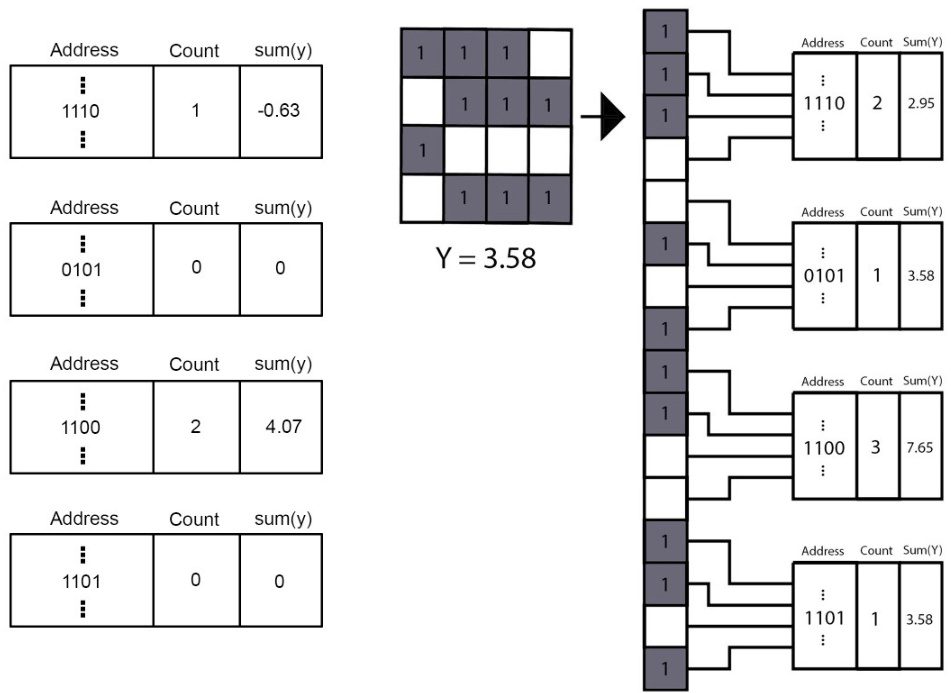 Address Count sum(y)
⋮
1110 1 -0.63
⋮
Address Count sum(y)
⋮
0101 0 0
⋮
Address Count sum(y)
⋮
1100 2 4.07
⋮
Address Count sum(y)
⋮
1101 0 0
⋮
1 1 1
1 1 1
1
1 1 1
Y = 3.58
1
1
1
1
1
1
1
1
1
1
Address Count Sum(Y)
⋮
1110 2 2.95
⋮
Address Count Sum(Y)
⋮
0101 1 3.58
⋮
Address Count Sum(Y)
⋮
1100 3 7.65
⋮
Address Count Sum(Y)
⋮
1101 1 3.58
⋮